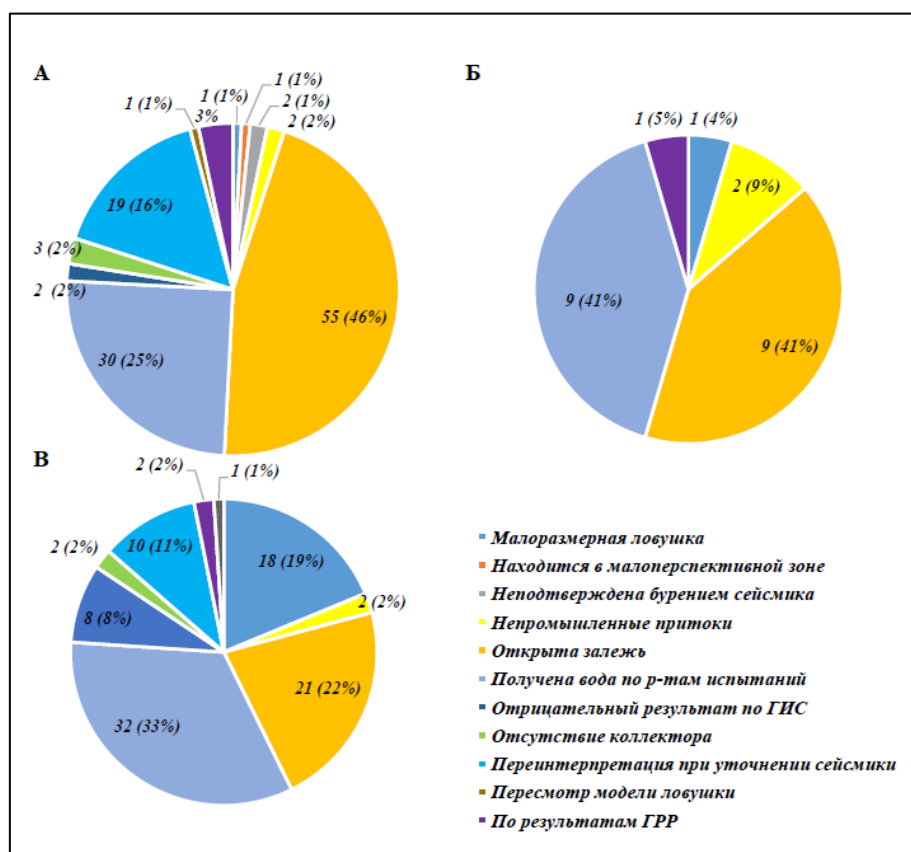 А
1 (1%)
1 (1%)
1 (1%)
3%
2 (1%)
2 (2%)
19 (16%)
3 (2%)
2 (2%)
30 (25%)
55 (46%)
Б
1 (5%)
1 (4%)
2 (9%)
9 (41%)
9 (41%)
В
2 (2%)
1 (1%)
10 (11%)
2 (2%)
8 (8%)
18 (19%)
2 (2%)
21 (22%)
32 (33%)
Малоразмерная ловушка
Находится в малоперспективной зоне
Неподтверждена бурением сейсмика
Непромышленные притоки
Открыта залежь
Получена вода по р-там испытаний
Отрицательный результат по ГИС
Отсутствие коллектора
Переинтерпретация при уточнении сейсмики
Пересмотр модели ловушки
По результатам ГРР